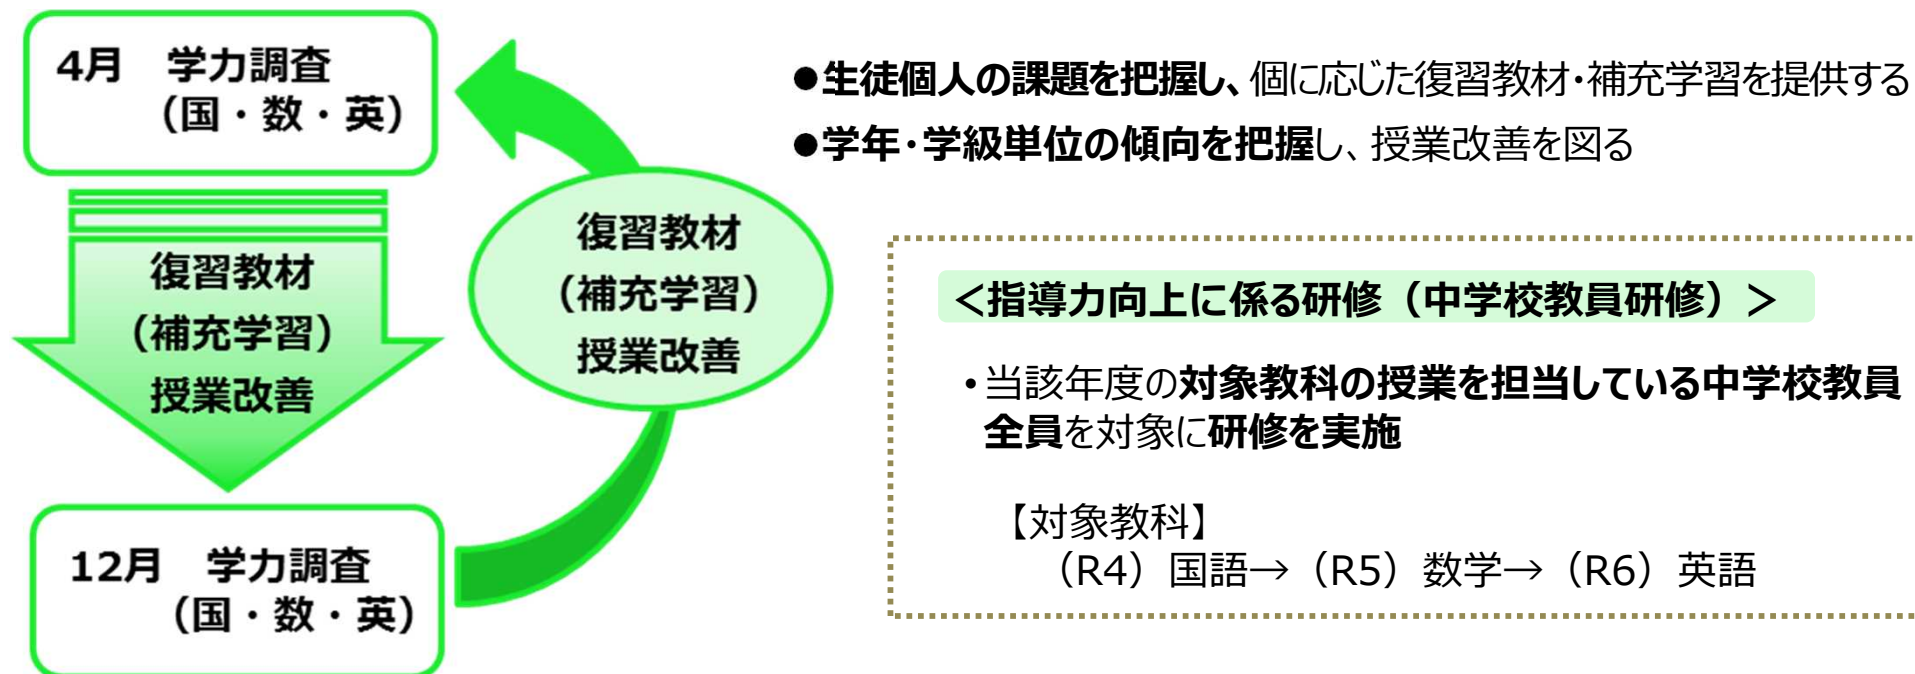 4月　学力調査
（国・数・英）
復習教材
（補充学習）
授業改善
12月　学力調査
（国・数・英）
復習教材
（補充学習）
授業改善
●生徒個人の課題を把握し、個に応じた復習教材・補充学習を提供する
●学年・学級単位の傾向を把握し、授業改善を図る
＜指導力向上に係る研修（中学校教員研修）＞
・当該年度の対象教科の授業を担当している中学校教員
全員を対象に研修を実施
【対象教科】
（R4）国語→（R5）数学→（R6）英語